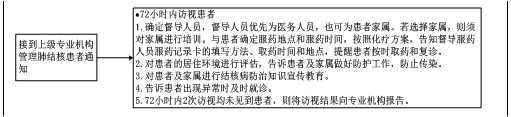 接到上级专业机构
管理肺结核患者通
知
●72小时内访视患者
1. 确定督导人员，督导人员优先为医务人员，也可为患者家属。若选择家属，则须
对家属进行培训。与患者确定服药地点和服药时间。按照化疗方案，告知督导服药
人员服药记录卡的填写方法、取药时间和地点，提醒患者按时取药和复诊。
2. 对患者的居住环境进行评估，告诉患者及家属做好防护工作，防止传染。
3. 对患者及家属进行结核病防治知识宣传教育。
4. 告诉患者出现异常时及时就诊。
5. 72小时内2次访视均未见到患者，则将访视结果向专业机构报告。